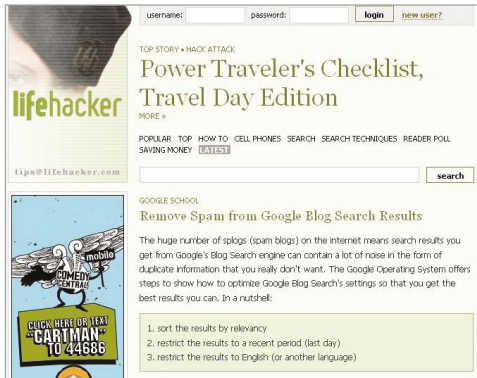 username:
password:
login
new user?
lifehacker
tips@lifehacker.com
TOP STORY • HACK ATTACK
Power Traveler's Checklist,
Travel Day Edition
MORE »
POPULAR TOP HOW TO CELL PHONES SEARCH SEARCH TECHNIQUES READER POLL
SAVING MONEY LATEST
search
mobile
COMEDY
CENTRAL
CLICK HERE OR TEXT
"CARTMAN"
TO 44686
GOOGLE SCHOOL
Remove Spam from Google Blog Search Results
The huge number of splogs (spam blogs) on the internet means search results you
get from Google's Blog Search engine can contain a lot of noise in the form of
duplicate information that you really don't want. The Google Operating System offers
steps to show how to optimize Google Blog Search's settings so that you get the
best results you can. In a nutshell:
1. sort the results by relevancy
2. restrict the results to a recent period (last day)
3. restrict the results to English (or another language)